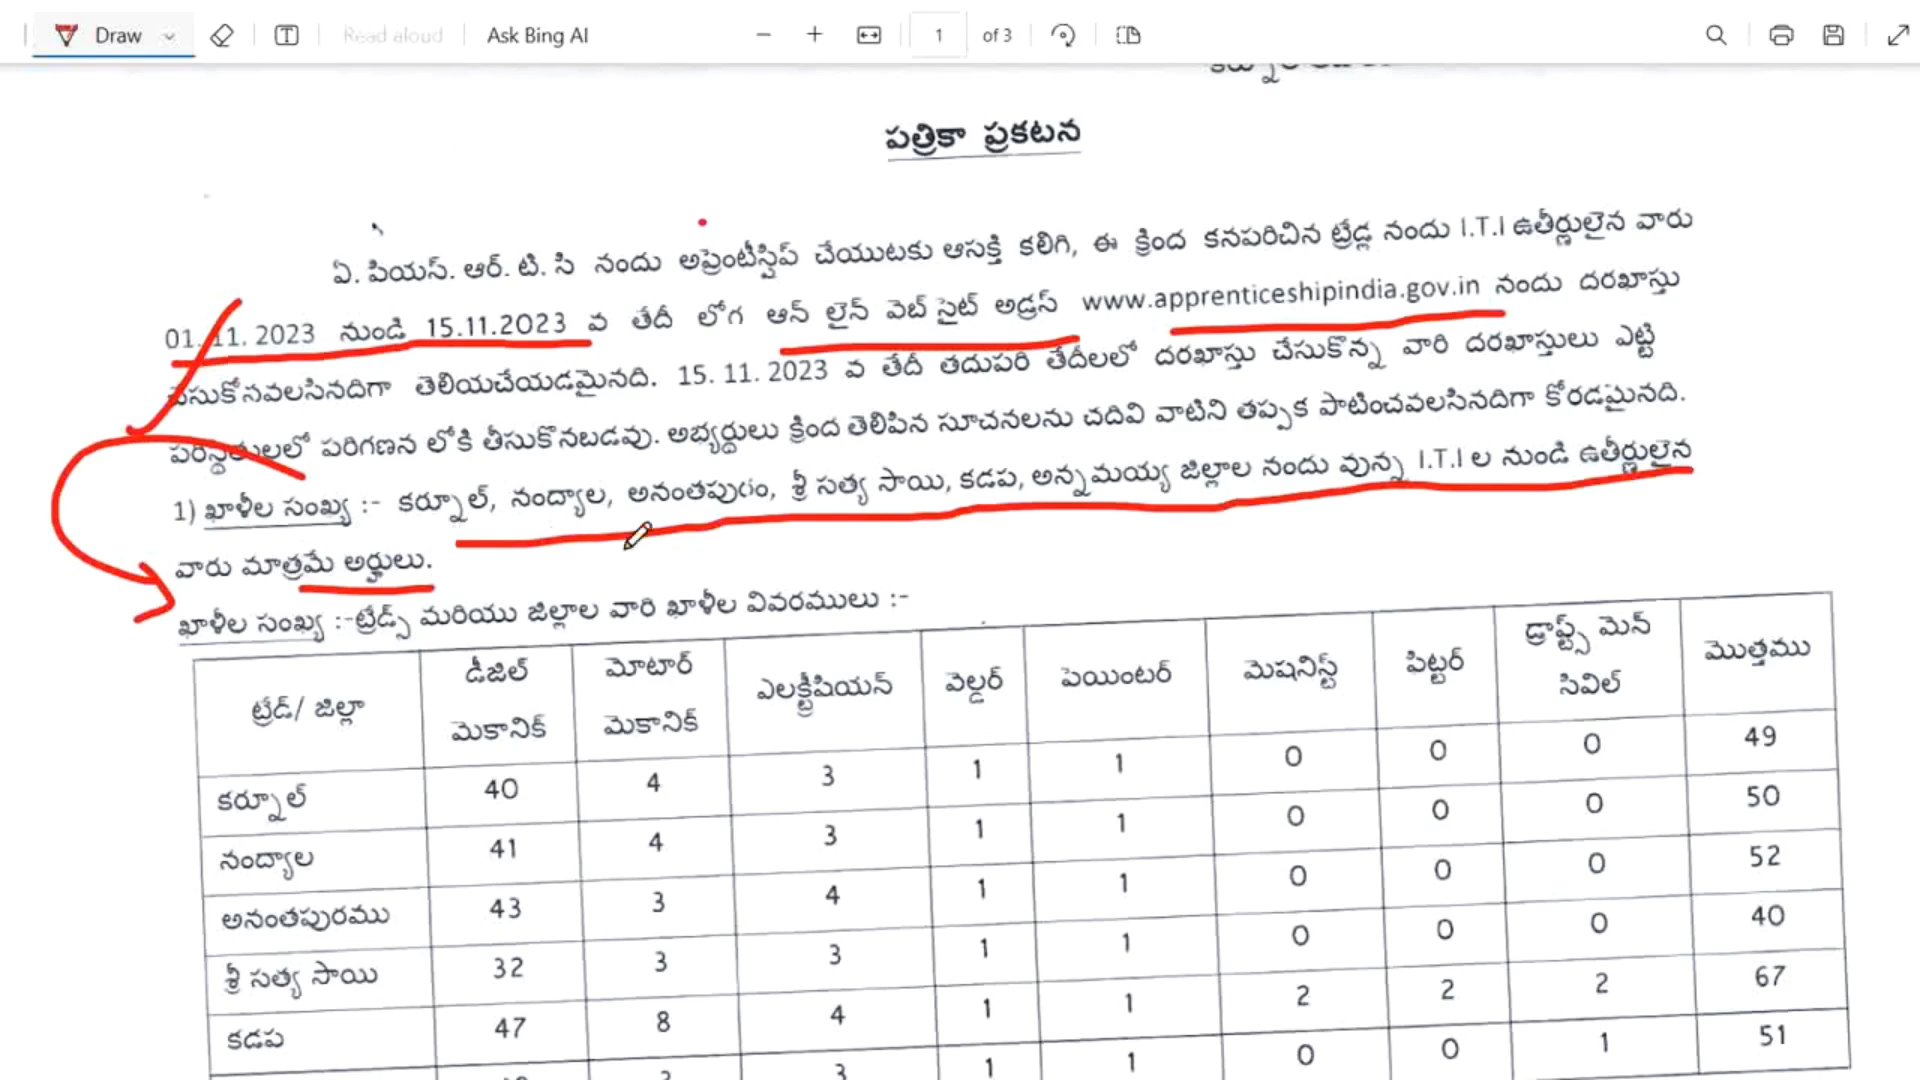 Draw
Read aloud
Ask Bing AI
1 of 3
పత్రికా ప్రకటన
ఏ. పియస్. ఆర్. టి. సి నందు అప్రెంటీస్షిప్ చేయుటకు ఆసక్తి కలిగి, ఈ క్రింద కనపరిచిన ట్రేడ్ల నందు I.T.I ఉతీర్ణులైన వారు
01.11.2023 నుండి 15.11.2023 వ తేదీ లోగ ఆన్ లైన్ వెబ్ సైట్ అడ్రస్ www.apprenticeshipindia.gov.in నందు దరఖాస్తు
చేసుకోనవలసినదిగా తెలియచేయడమైనది. 15.11.2023 వ తేదీ తదుపరి తేదీలలో దరఖాస్తు చేసుకొన్న వారి దరఖాస్తులు ఎట్టి
పరిస్థితులలో పరిగణన లోకి తీసుకొనబడవు. అభ్యర్థులు క్రింద తెలిపిన సూచనలను చదివి వాటిని తప్పక పాటించవలసినదిగా కోరడమైనది.
1) ఖాళీల సంఖ్య :- కర్నూల్, నంద్యాల, అనంతపురం, శ్రీ సత్య సాయి, కడప, అన్నమయ్య జిల్లాల నందు వున్న I.T.I ల నుండి ఉతీర్ణులైన
వారు మాత్రమే అర్హులు.
ఖాళీల సంఖ్య :-ట్రేడ్స్ మరియు జిల్లాల వారి ఖాళీల వివరములు :-
ట్రేడ్/ జిల్లా డీజిల్ మెకానిక్ మోటార్ మెకానిక్ ఎలక్ట్రీషియన్ వెల్డర్ పెయింటర్ మెషనిస్ట్ ఫిట్టర్ డ్రాఫ్ట్స్ మెన్ సివిల్ మొత్తము
కర్నూల్ 40 4 3 1 1 0 0 0 49
నంద్యాల 41 4 3 1 1 0 0 0 50
అనంతపురము 43 3 4 1 1 0 0 0 52
శ్రీ సత్య సాయి 32 3 3 1 1 0 0 0 40
కడప 47 8 4 1 1 2 2 2 67
3 1 1 0 0 1 51